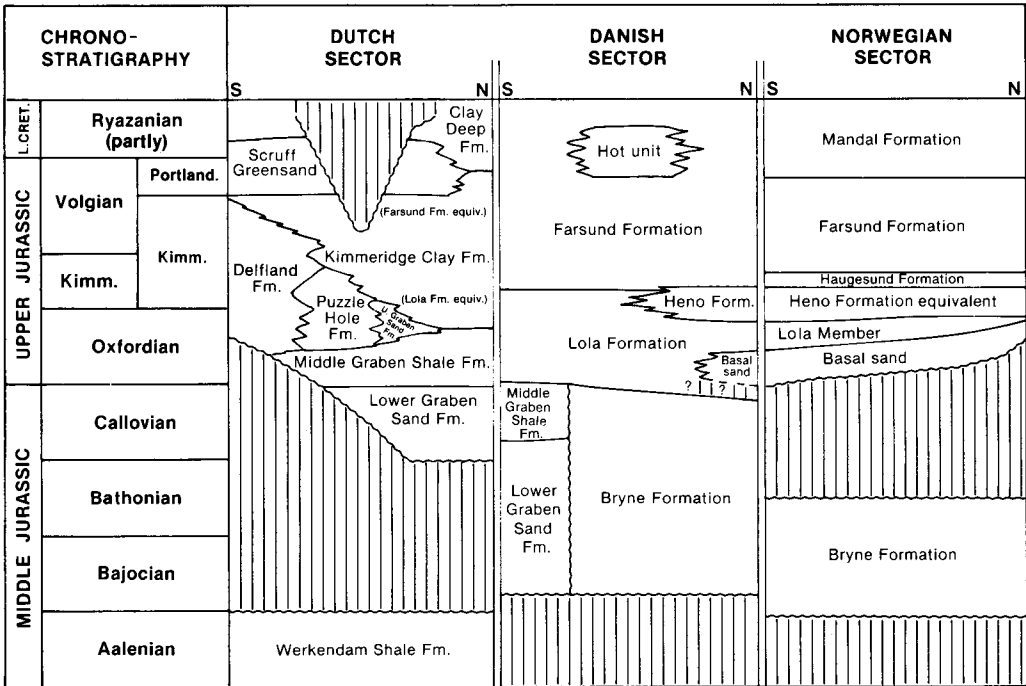 CHRONO-
STRATIGRAPHY
DUTCH
SECTOR
S
N
DANISH
SECTOR
S
N
NORWEGIAN
SECTOR
S
N
L. CRET.
UPPER JURASSIC
MIDDLE JURASSIC
Ryazanian
(partly)
Volgian
Portland.
Kimm.
Kimm.
Oxfordian
Callovian
Bathonian
Bajocian
Aalenian
Clay
Deep
Fm.
Scruff
Greensand
(Farsund Fm. equiv.)
Kimmeridge Clay Fm.
Delfland
Fm.
Puzzle
Hole
Fm.
U. Graben
Sand
Fm.
(Lola Fm. equiv.)
Middle Graben Shale Fm.
Lower Graben
Sand Fm.
Werkendam Shale Fm.
Hot unit
Farsund Formation
Heno Form.
Lola Formation
Basal
sand
? ?
Middle
Graben
Shale
Fm.
Lower
Graben
Sand
Fm.
Bryne Formation
Mandal Formation
Farsund Formation
Haugesund Formation
Heno Formation equivalent
Lola Member
Basal sand
Bryne Formation